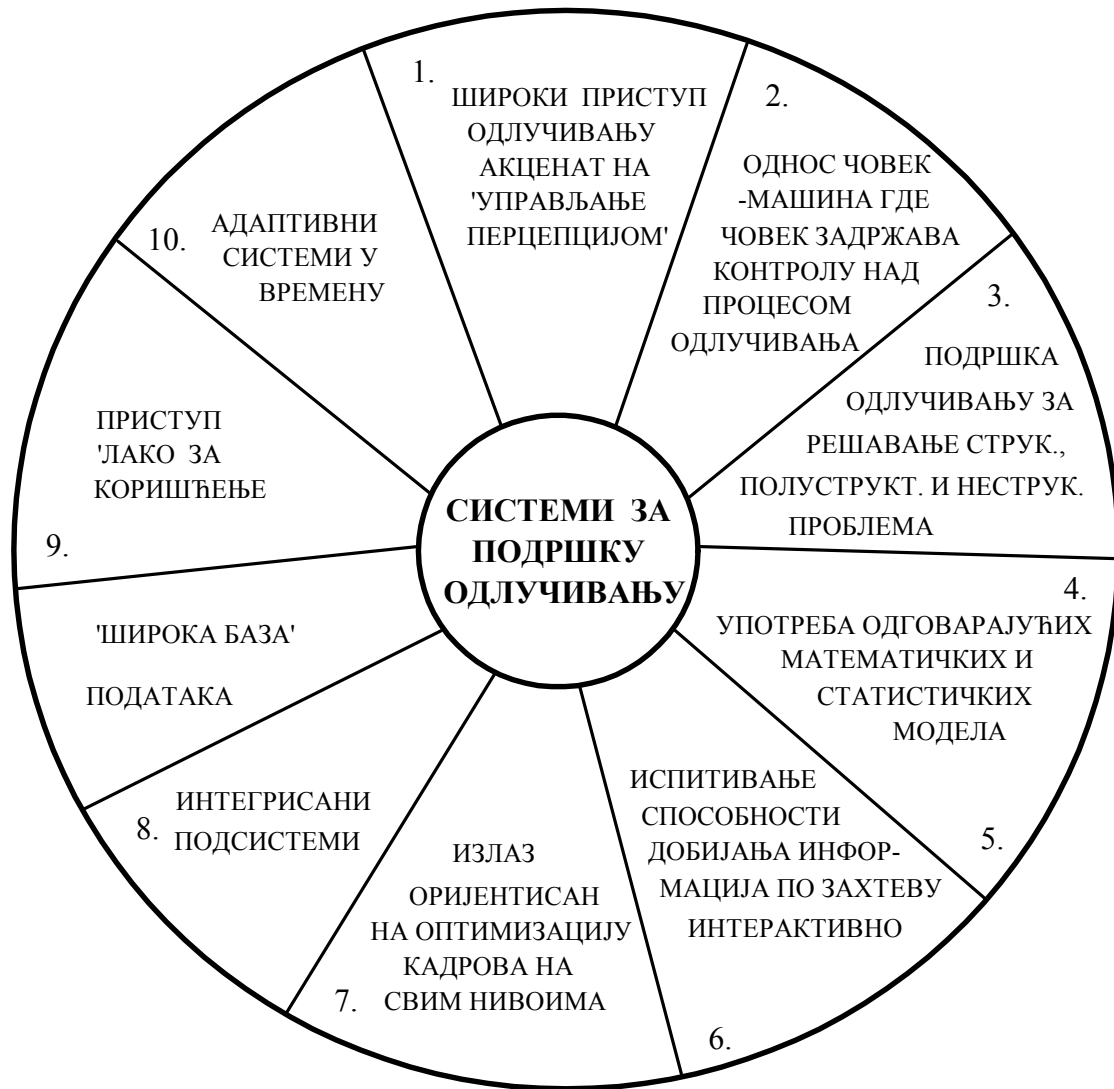 1.
ШИРОКИ ПРИСТУП
ОДЛУЧИВАЊУ
АКЦЕНАТ НА
'УПРАВЉАЊЕ
ПЕРЦЕПЦИЈОМ'
2.
ОДНОС ЧОВЕК
-МАШИНА ГДЕ
ЧОВЕК ЗАДРЖАВА
КОНТРОЛУ НАД
ПРОЦЕСОМ
ОДЛУЧИВАЊА
3.
ПОДРШКА
ОДЛУЧИВАЊУ ЗА
РЕШАВАЊЕ СТРУК.,
ПОЛУСТРУКТ. И НЕСТРУК.
ПРОБЛЕМА
4.
УПОТРЕБА ОДГОВАРАЈУЋИХ
МАТЕМАТИЧКИХ И
СТАТИСТИЧКИХ
МОДЕЛА
5.
ИСПИТИВАЊЕ
СПОСОБНОСТИ
ДОБИЈАЊА ИНФОР-
МАЦИЈА ПО ЗАХТЕВУ
ИНТЕРАКТИВНО
6.
ИЗЛАЗ
ОРИЈЕНТИСАН
НА ОПТИМИЗАЦИЈУ
КАДРОВА НА
СВИМ НИВОИМА
7.
ИНТЕГРИСАНИ
ПОДСИСТЕМИ
8.
'ШИРОКА БАЗА'
ПОДАТАКА
9.
ПРИСТУП
'ЛАКО ЗА
КОРИШЋЕЊЕ
10.
АДАПТИВНИ
СИСТЕМИ У
ВРЕМЕНУ
СИСТЕМИ ЗА
ПОДРШКУ
ОДЛУЧИВАЊУ